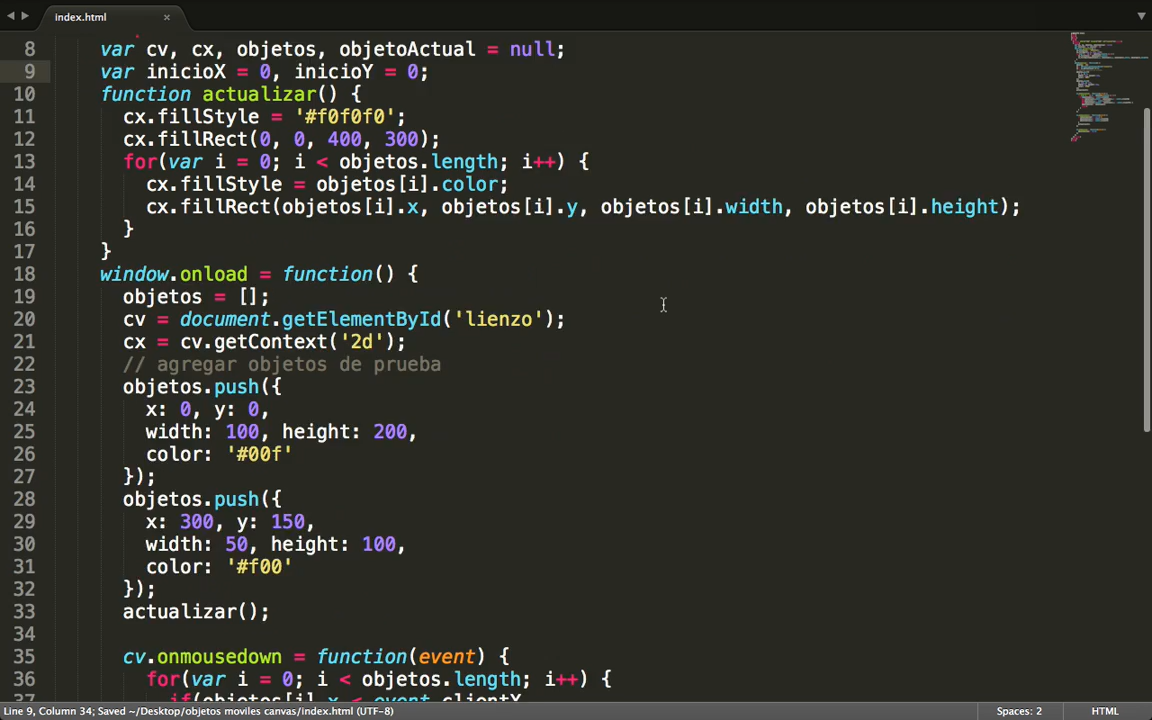 index.html ×
8 var cv, cx, objetos, objetoActual = null;
9 var inicioX = 0, inicioY = 0;
10 function actualizar() {
11 cx.fillStyle = '#f0f0f0';
12 cx.fillRect(0, 0, 400, 300);
13 for(var i = 0; i < objetos.length; i++) {
14 cx.fillStyle = objetos[i].color;
15 cx.fillRect(objetos[i].x, objetos[i].y, objetos[i].width, objetos[i].height);
16 }
17 }
18 window.onload = function() {
19 objetos = [];
20 cv = document.getElementById('lienzo');
21 cx = cv.getContext('2d');
22 // agregar objetos de prueba
23 objetos.push({
24 x: 0, y: 0,
25 width: 100, height: 200,
26 color: '#00f'
27 });
28 objetos.push({
29 x: 300, y: 150,
30 width: 50, height: 100,
31 color: '#f00'
32 });
33 actualizar();
34
35 cv.onmousedown = function(event) {
36 for(var i = 0; i < objetos.length; i++) {
37 if(objetos[i].x < event.clientX
Line 9, Column 34; Saved ~/Desktop/objetos moviles canvas/index.html (UTF-8) Spaces: 2 HTML